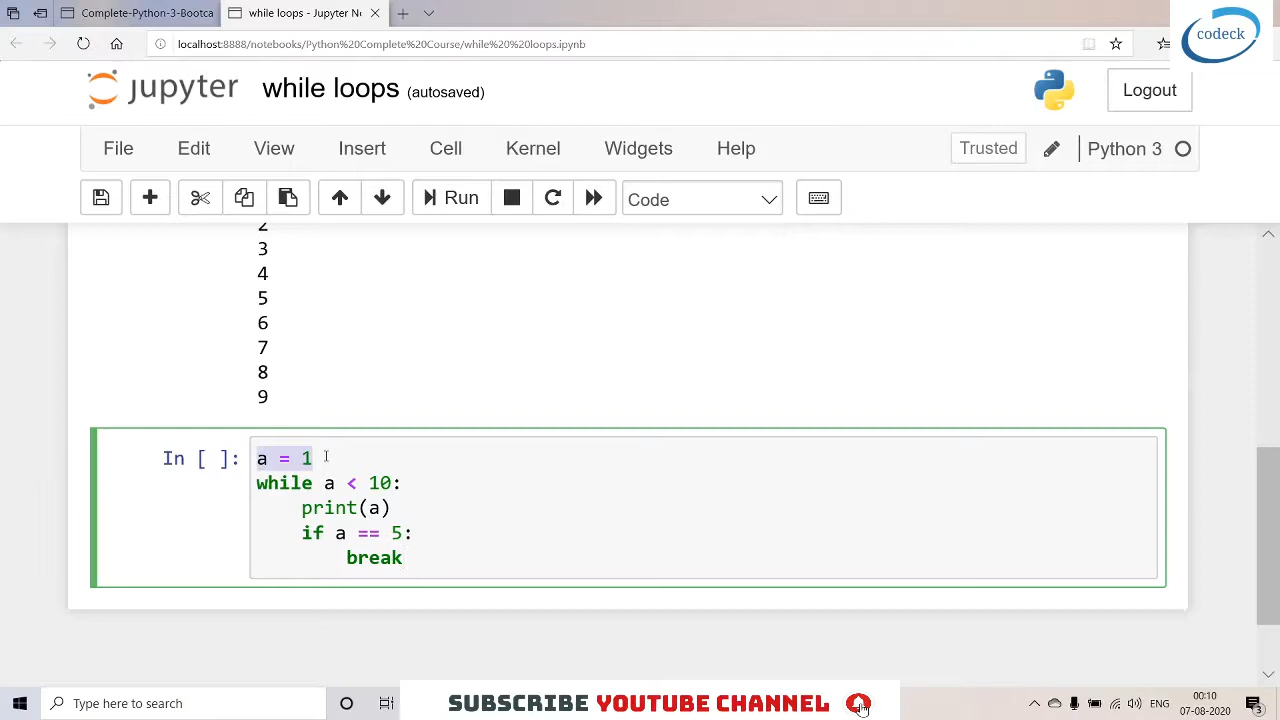 Complete-Python-3-Bootca
while loops - Jupyter No
codeck
localhost:8888/notebooks/Python%20Complete%20Course/while%20%20loops.ipynb
jupyter while loops (autosaved)
Logout
File Edit View Insert Cell Kernel Widgets Help
Trusted
Python 3
Run
Code
2
3
4
5
6
7
8
9
In [ ]:
a = 1
while a < 10:
    print(a)
    if a == 5:
        break
Type here to search
SUBSCRIBE YOUTUBE CHANNEL
ENG
00:10
07-08-2020
3